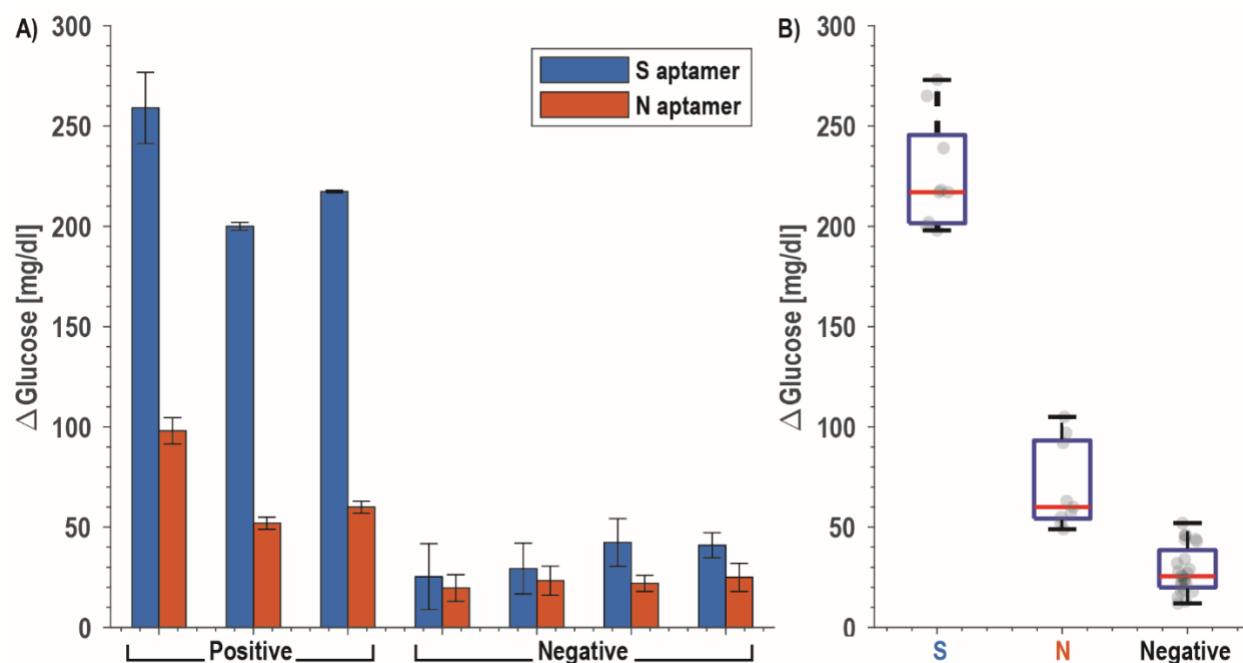 A)
△Glucose [mg/dl]
300
250
200
150
100
50
0
S aptamer
N aptamer
Positive
Negative
B)
△Glucose [mg/dl]
300
250
200
150
100
50
0
S
N
Negative